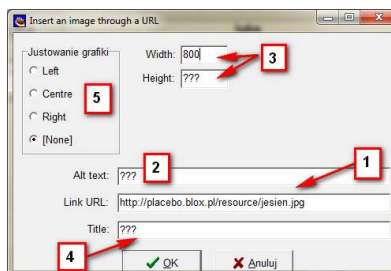 Insert an image through a URL
Justowanie grafiki
Left
Centre
Right
[None]
5
Width: 800
Height: ???
3
Alt text: ???
2
1
Link URL: http://placebo.blox.pl/resource/jesien.jpg
Title: ???
4
OK
Anuluj